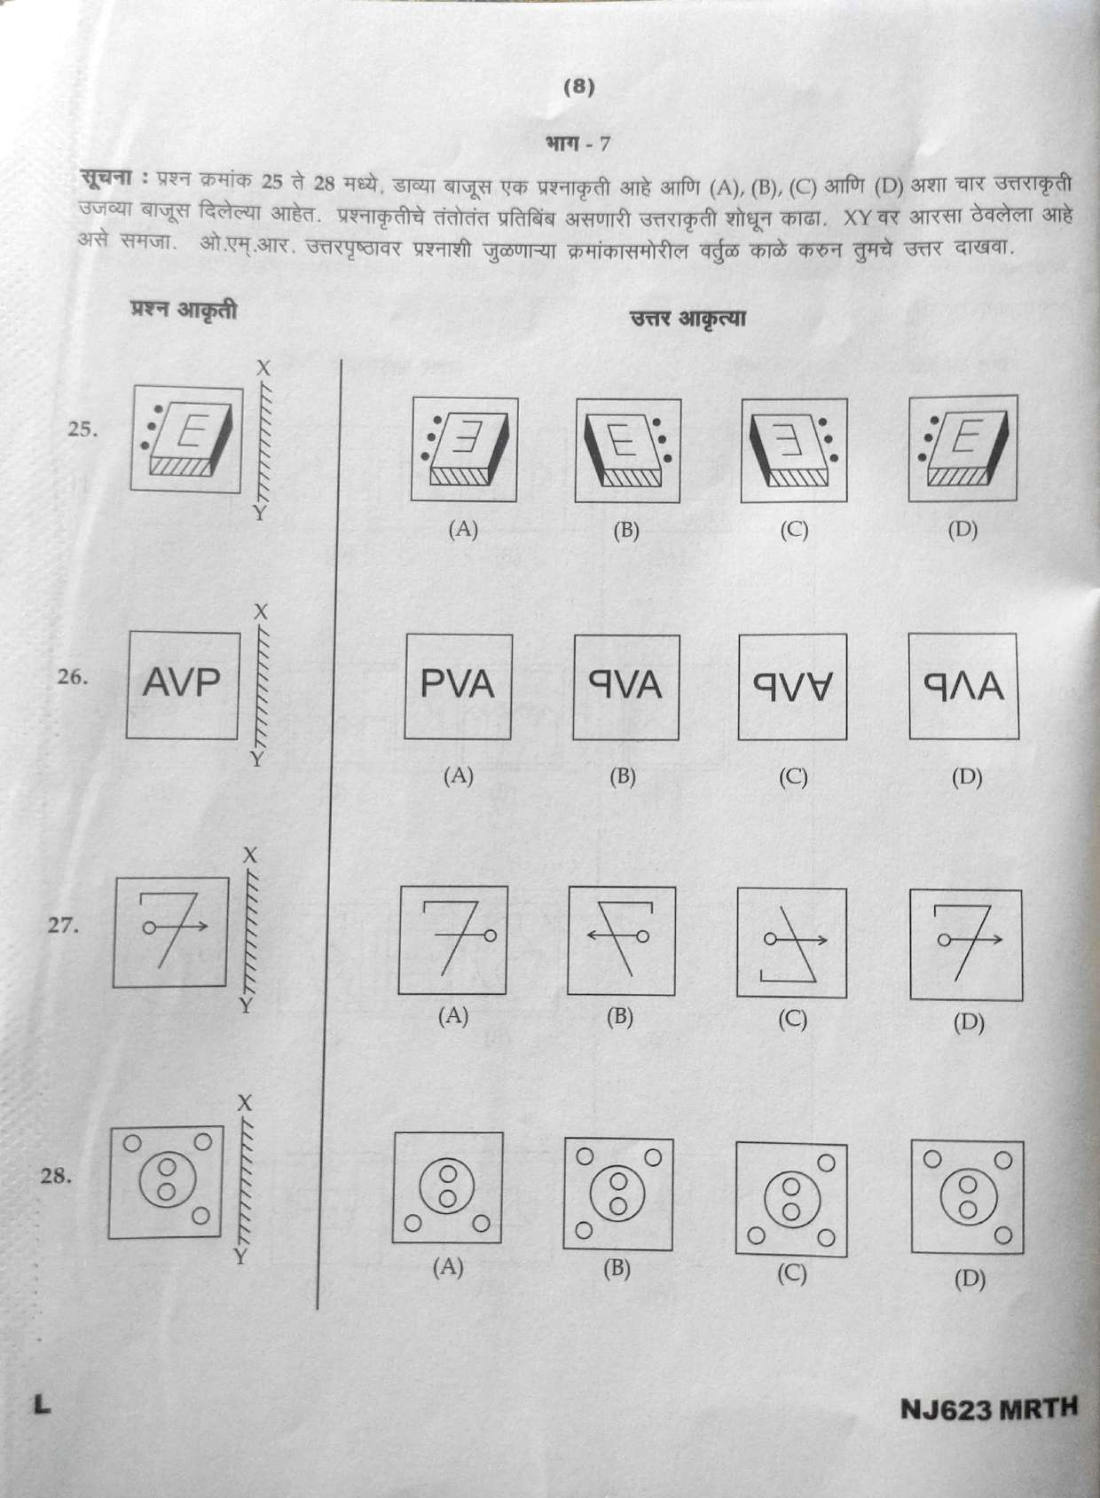 (8)
भाग - 7
सूचना : प्रश्न क्रमांक 25 ते 28 मध्ये, डाव्या बाजूस एक प्रश्नाकृती आहे आणि (A), (B), (C) आणि (D) अशा चार उत्तराकृती
उजव्या बाजूस दिलेल्या आहेत. प्रश्नाकृतीचे तंतोतंत प्रतिबिंब असणारी उत्तराकृती शोधून काढा. XY वर आरसा ठेवलेला आहे
असे समजा. ओ.एम्.आर. उत्तरपृष्ठावर प्रश्नाशी जुळणाऱ्या क्रमांकासमोरील वर्तुळ काळे करुन तुमचे उत्तर दाखवा.
प्रश्न आकृती उत्तर आकृत्या
X
25. E E E E E
Y
(A) (B) (C) (D)
X
26. AVP PVA PVA PVA PVA
Y
(A) (B) (C) (D)
X
27.
Y
(A) (B) (C) (D)
X
28.
Y
(A) (B) (C) (D)
L NJ623 MRTH